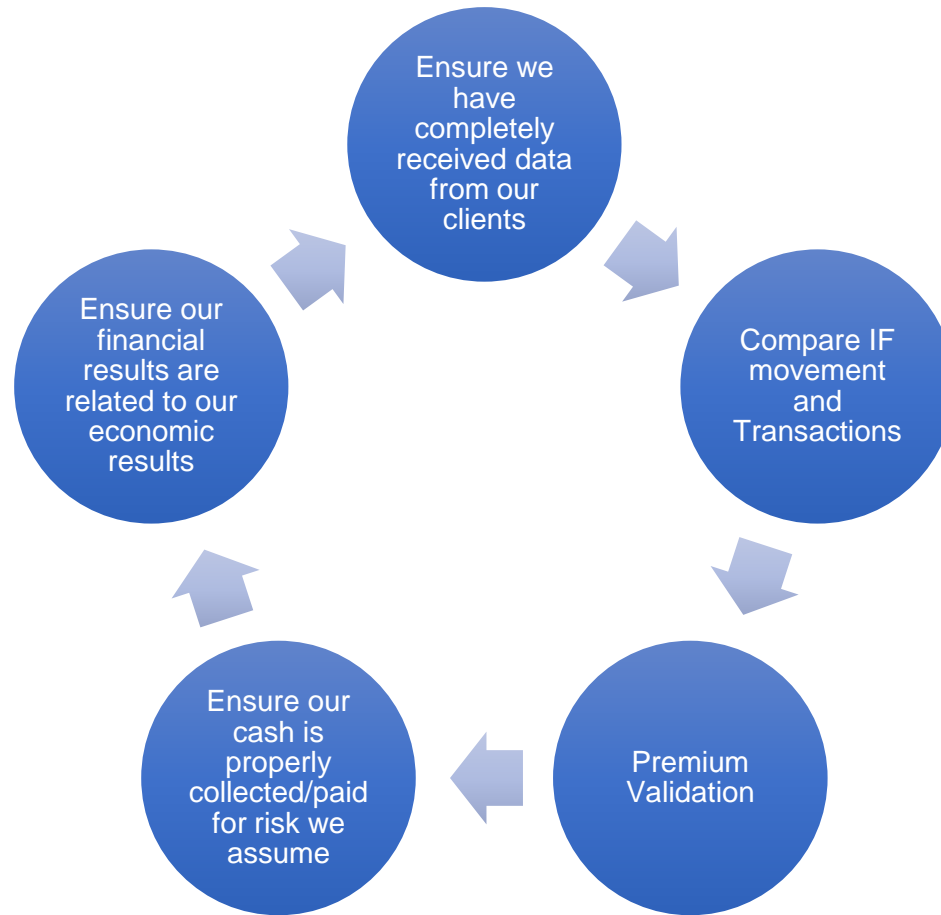 Ensure we
have
completely
received data
from our
clients
Compare IF
movement
and
Transactions
Premium
Validation
Ensure our
cash is
properly
collected/paid
for risk we
assume
Ensure our
financial
results are
related to our
economic
results